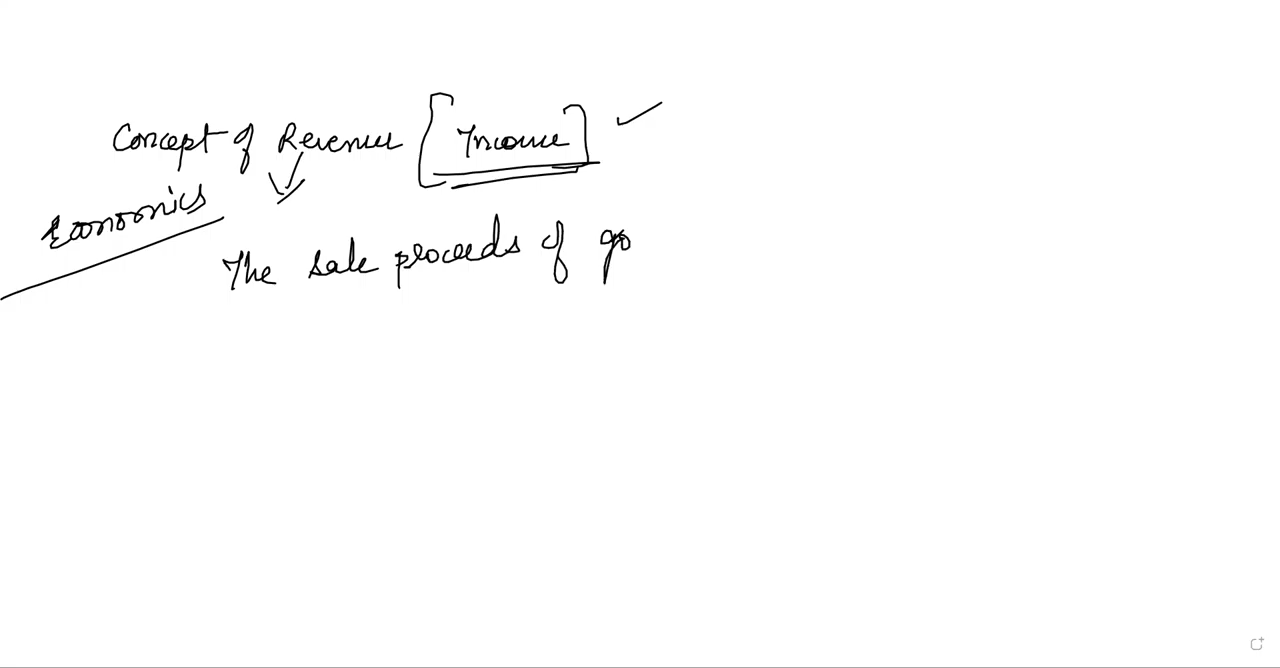 Concept of Revenue [Income]
Economics
The sale proceeds of go